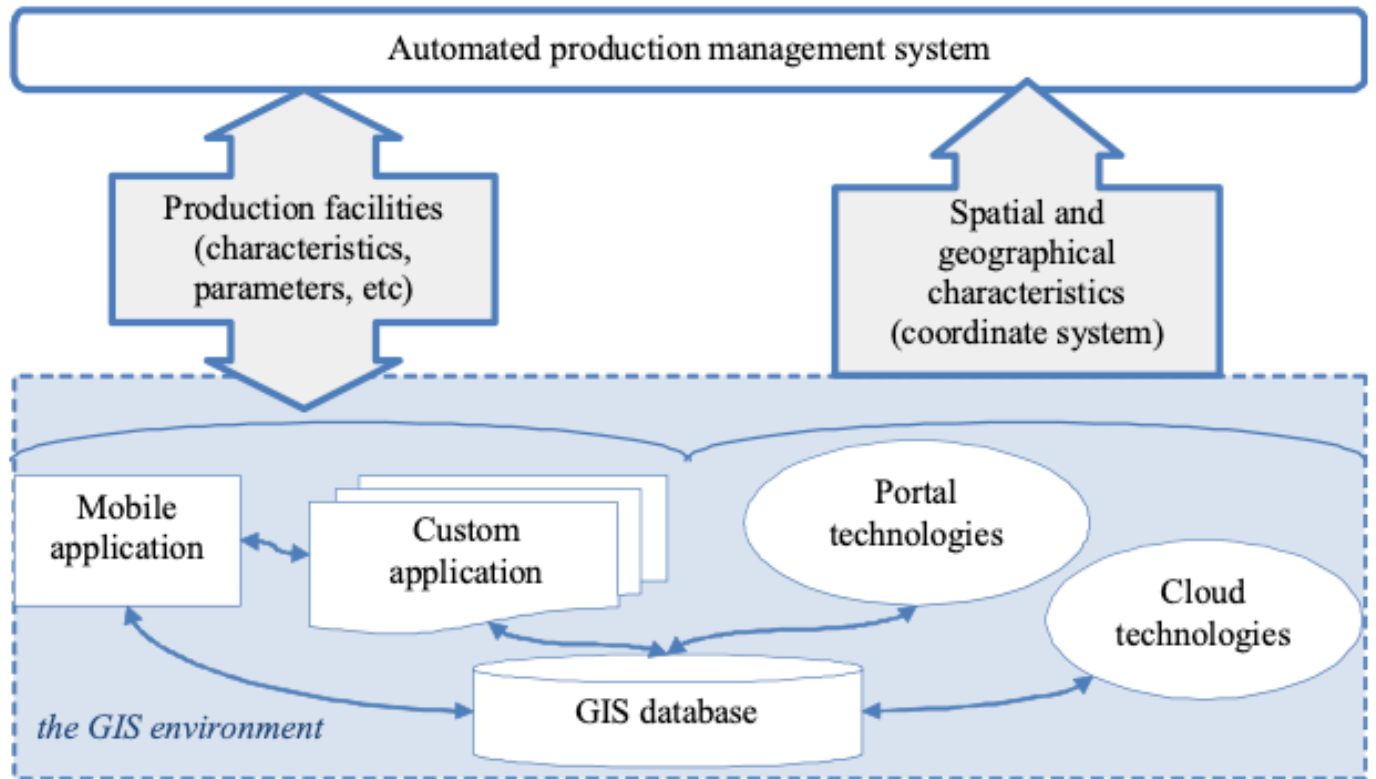 Automated production management system
Production facilities
(characteristics,
parameters, etc)
Spatial and
geographical
characteristics
(coordinate system)
Mobile
application
Custom
application
Portal
technologies
Cloud
technologies
GIS database
the GIS environment